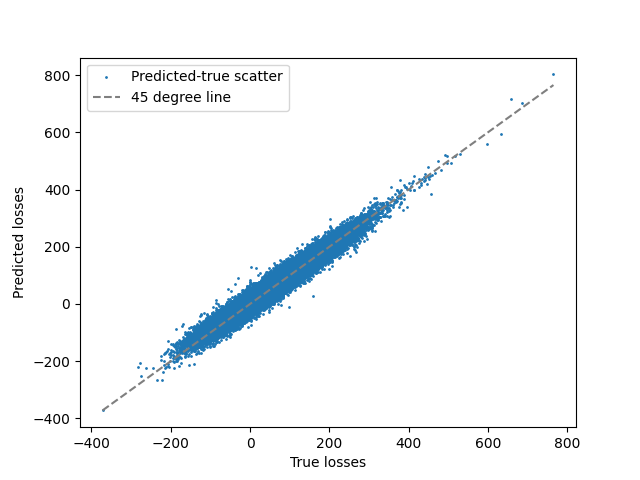 Predicted-true scatter
45 degree line
Predicted losses
800
600
400
200
0
−200
−400
−400 −200 0 200 400 600 800
True losses